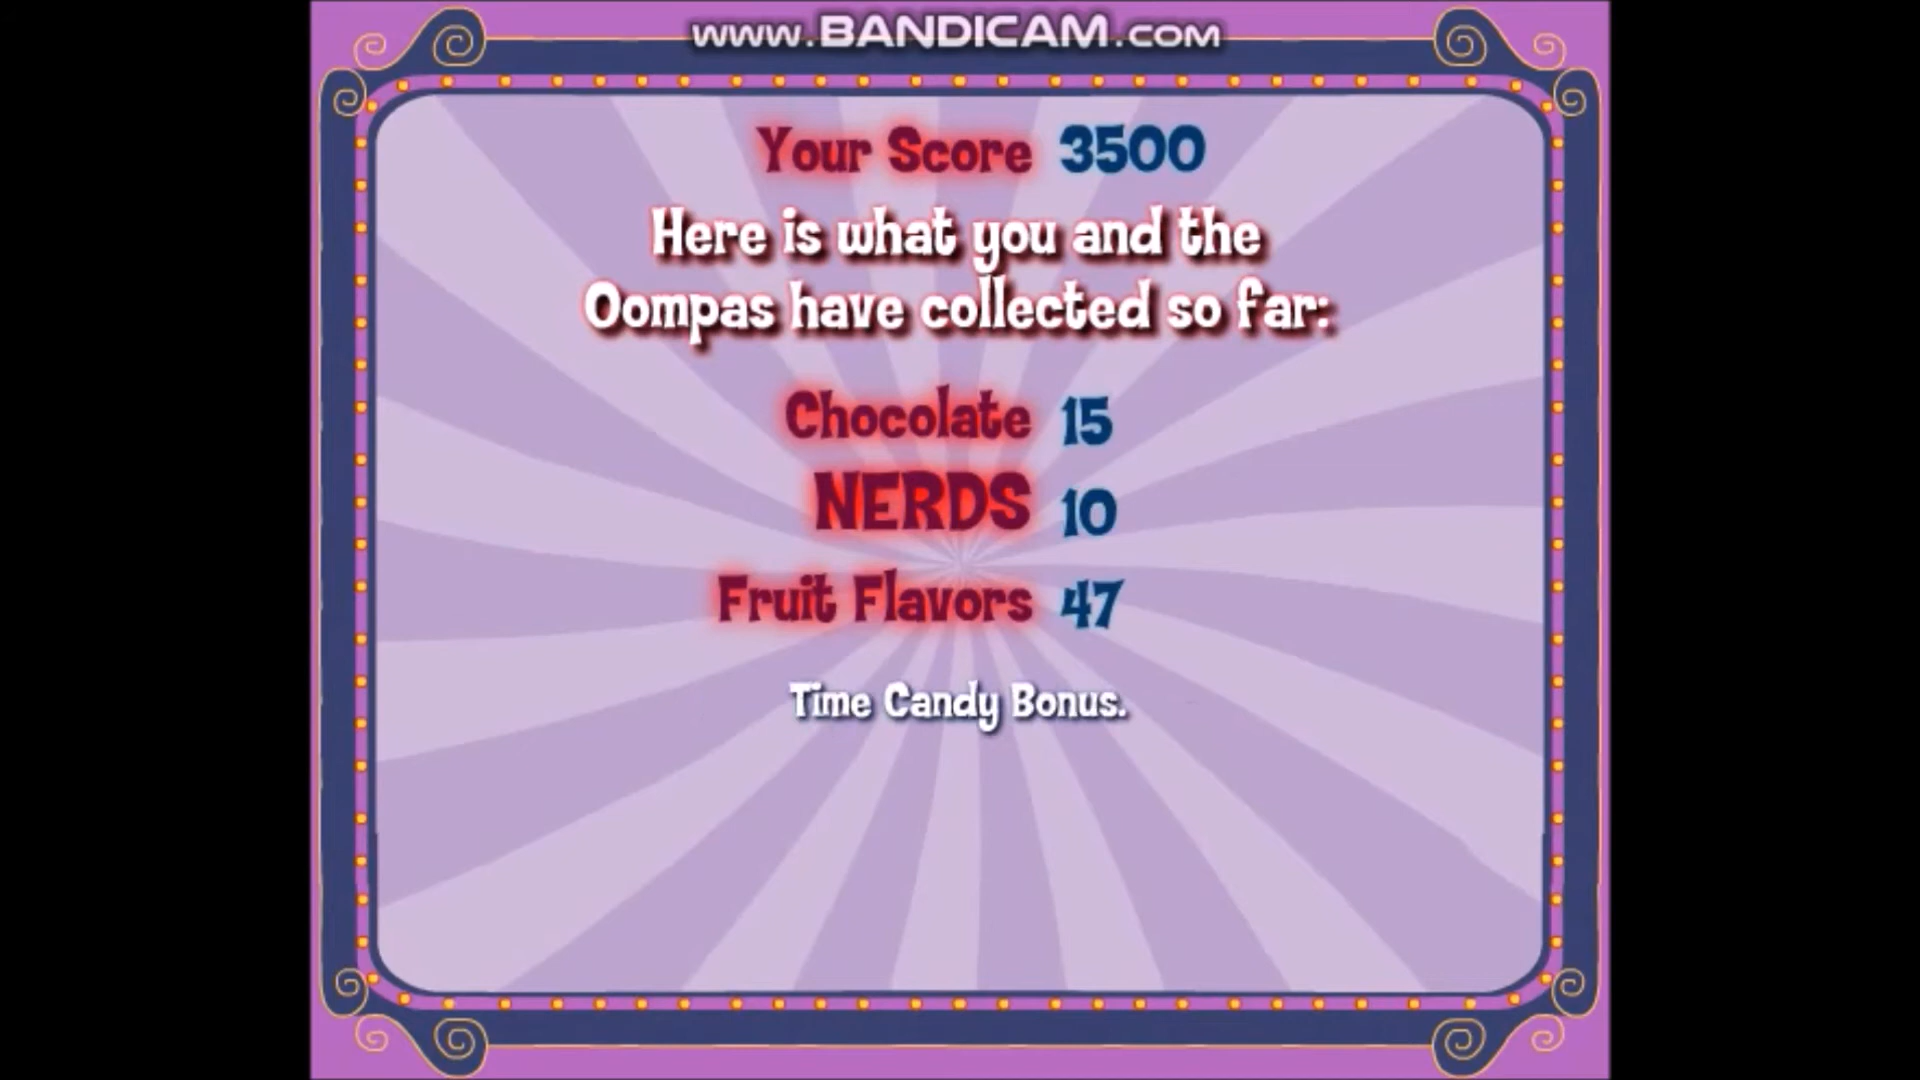 www.BANDICAM.com
Your Score 3500
Here is what you and the
Oompas have collected so far:
Chocolate 15
NERDS 10
Fruit Flavors 47
Time Candy Bonus.